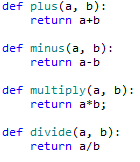 def plus(a, b):
    return a+b
def minus(a, b):
    return a-b
def multiply(a, b):
    return a*b;
def divide(a, b):
    return a/b